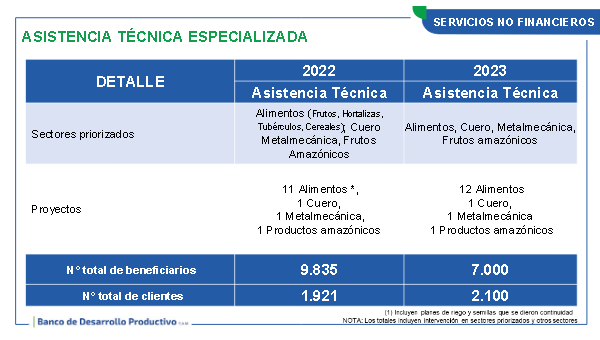 SERVICIOS NO FINANCIEROS
ASISTENCIA TÉCNICA ESPECIALIZADA
DETALLE
2022
2023
Asistencia Técnica
Asistencia Técnica
Sectores priorizados
Alimentos (Frutos, Hortalizas,
Tubérculos, Cereales); Cuero
Metalmecánica, Frutos
Amazónicos
Alimentos, Cuero, Metalmecánica,
Frutos amazónicos
Proyectos
11 Alimentos *,
1 Cuero,
1 Metalmecánica,
1 Productos amazónicos
12 Alimentos
1 Cuero,
1 Metalmecánica
1 Productos amazónicos
N° total de beneficiarios
9.835
7.000
N° total de clientes
1.921
2.100
(1) Incluyen planes de riego y semillas que se dieron continuidad
NOTA: Los totales incluyen intervención en sectores priorizados y otros sectores
Banco de Desarrollo Productivo